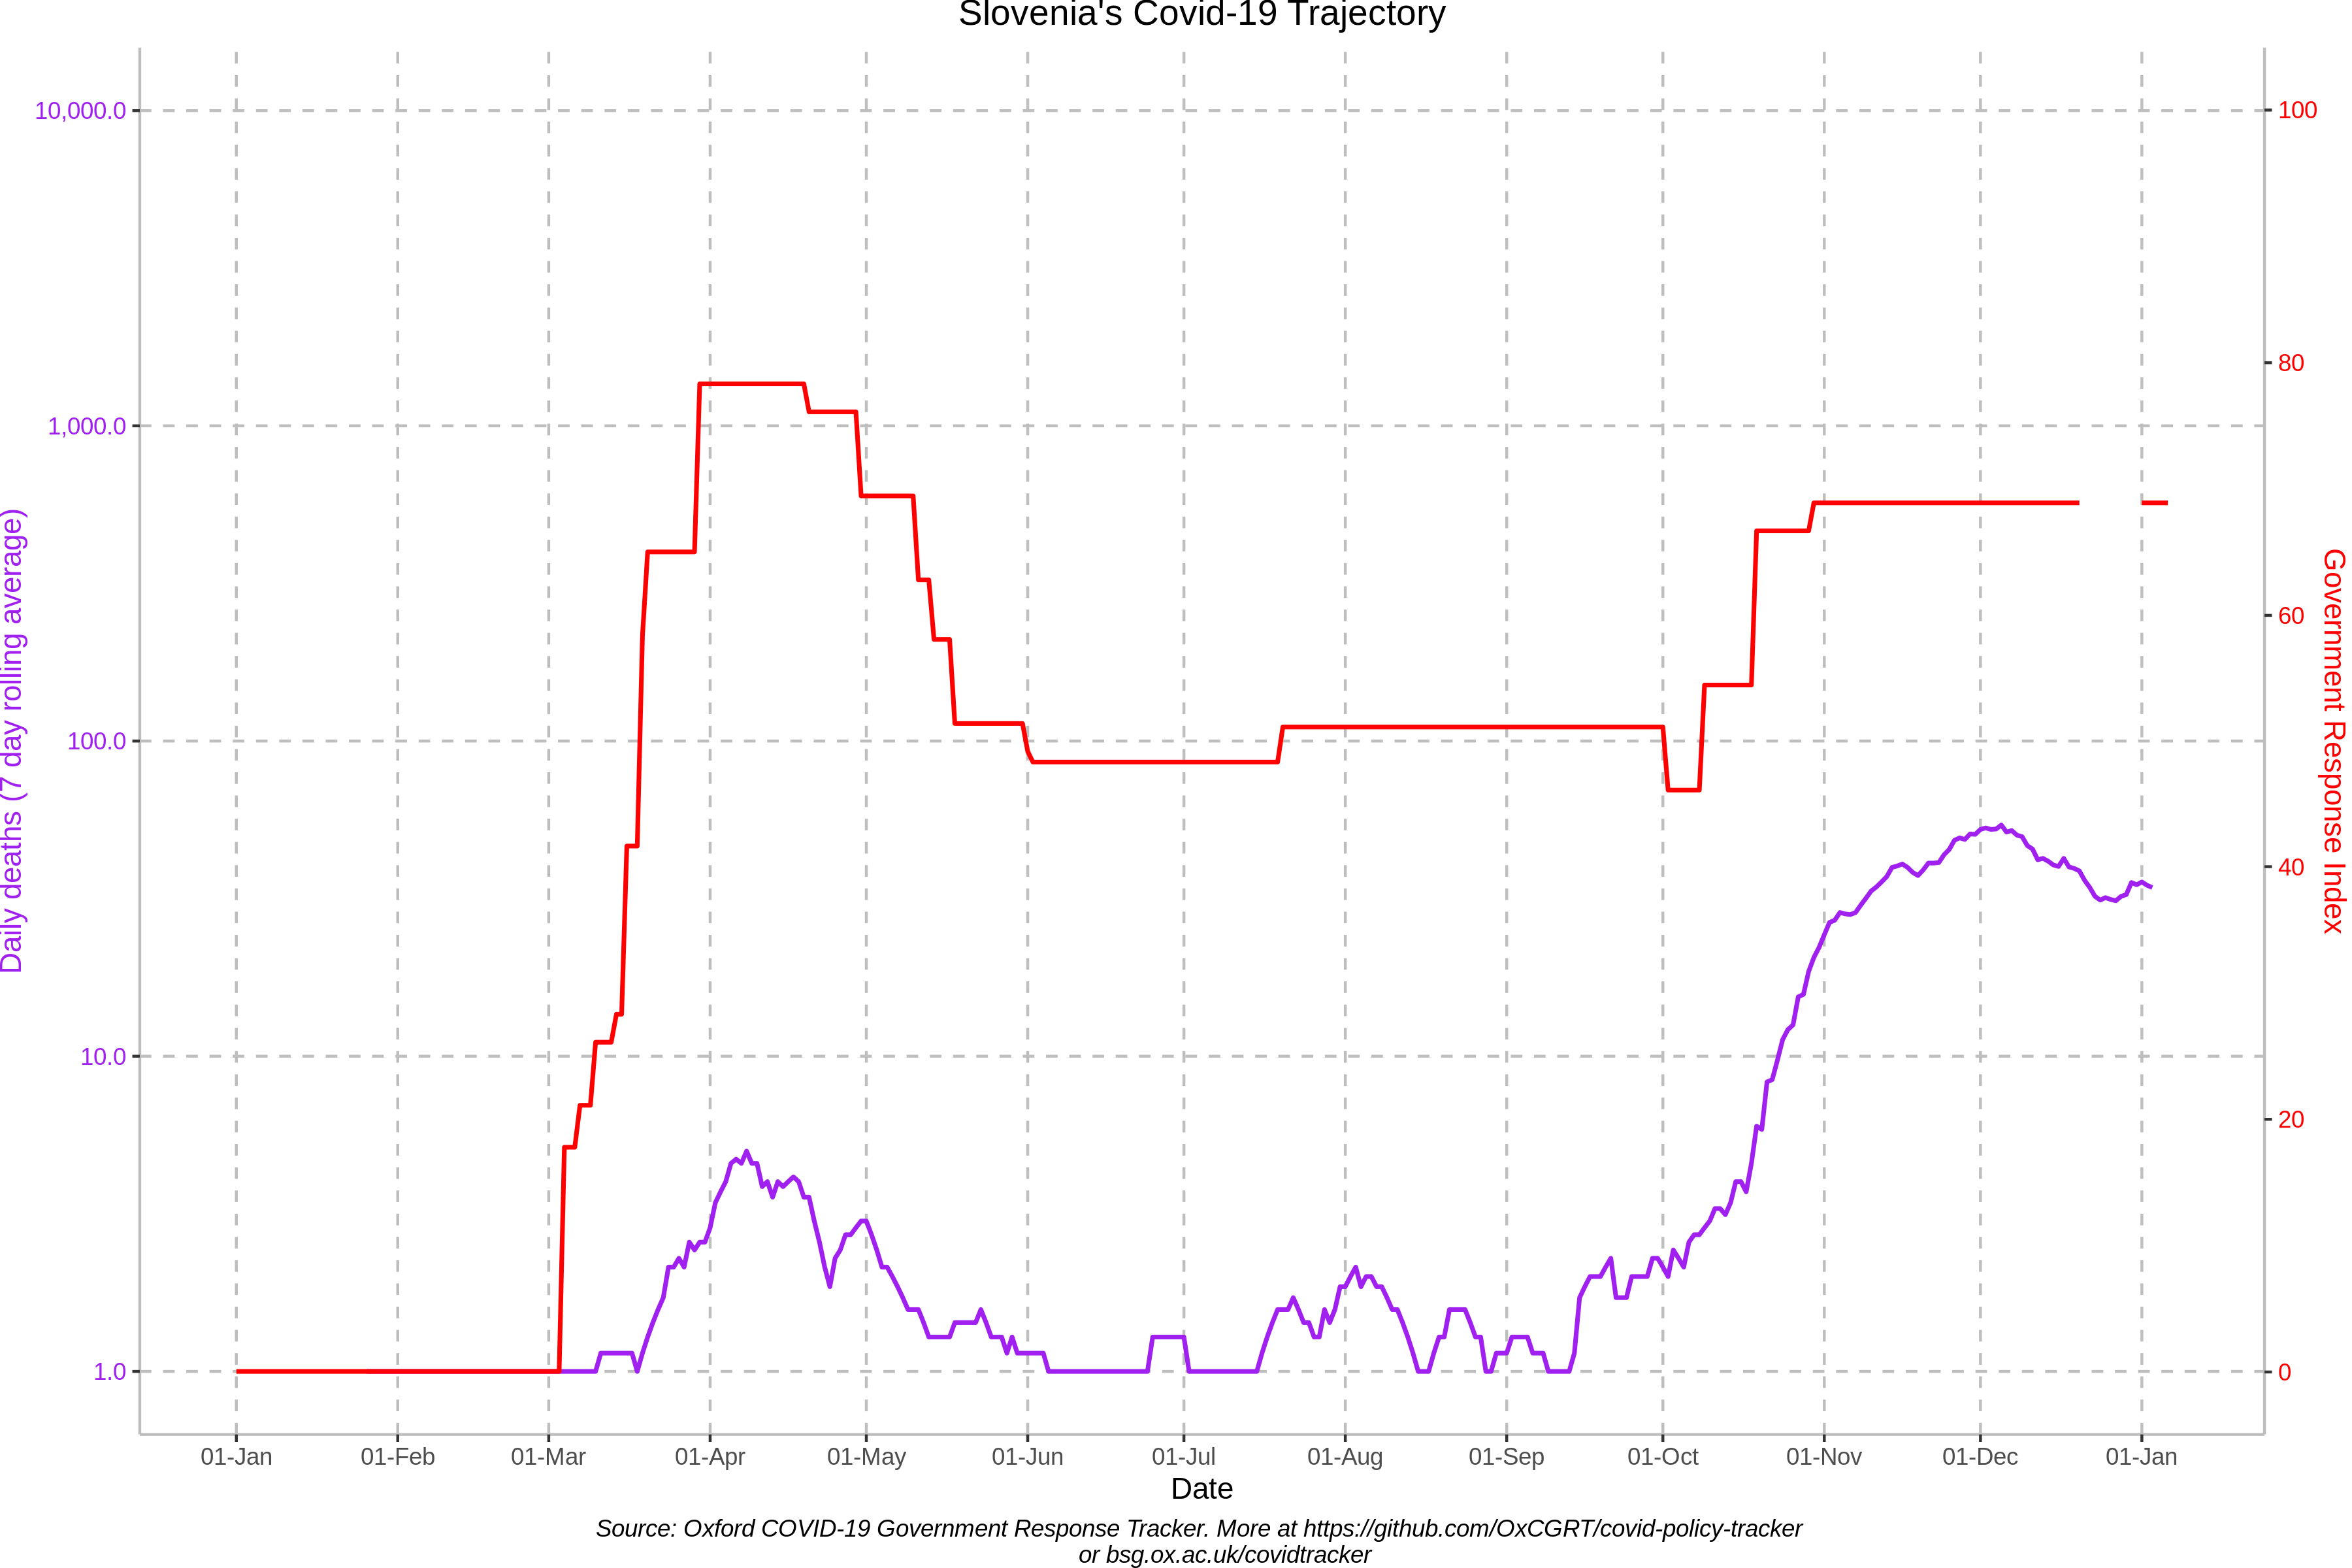 Slovenia's Covid-19 Trajectory
10,000.0
1,000.0
100.0
10.0
1.0
Daily deaths (7 day rolling average)
100
80
60
40
20
0
Government Response Index
01-Jan 01-Feb 01-Mar 01-Apr 01-May 01-Jun 01-Jul 01-Aug 01-Sep 01-Oct 01-Nov 01-Dec 01-Jan
Date
Source: Oxford COVID-19 Government Response Tracker. More at https://github.com/OxCGRT/covid-policy-tracker
or bsg.ox.ac.uk/covidtracker